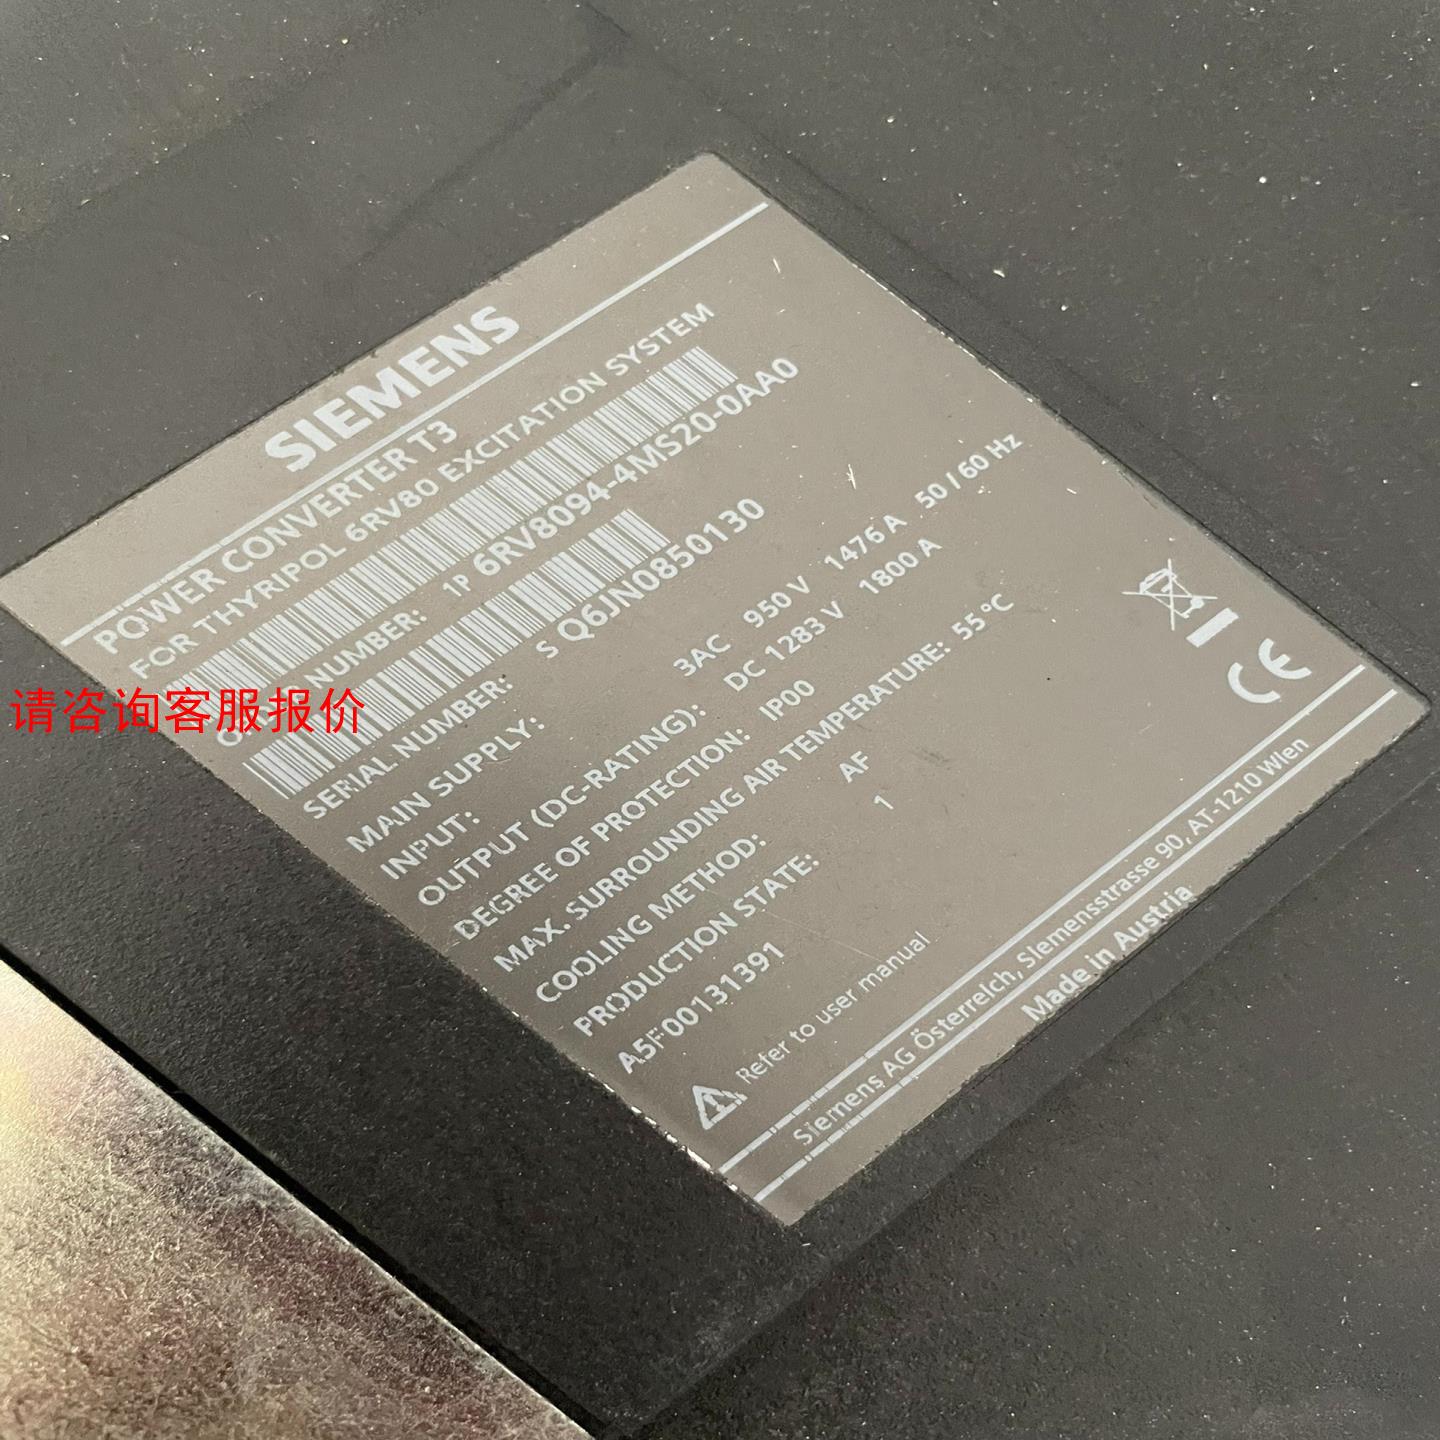 SIEMENS
POWER CONVERTER T3
FOR THYRIPOL 6RV80 EXCITATION SYSTEM
NUMBER: 1P 6RV8094-4MS20-0AA0
SERIAL NUMBER: S Q6JN0850130
MAIN SUPPLY:
INPUT: 3AC 950 V 1476 A 50 / 60 Hz
OUTPUT (DC-RATING): DC 1283 V 1800 A
DEGREE OF PROTECTION: IP00
MAX. SURROUNDING AIR TEMPERATURE: 55 °C
COOLING METHOD: AF
PRODUCTION STATE: 1
A5F00131391
Refer to user manual
CE
Siemens AG Österreich, Siemensstrasse 90, AT-1210 Wien
Made in Austria
请咨询客服报价